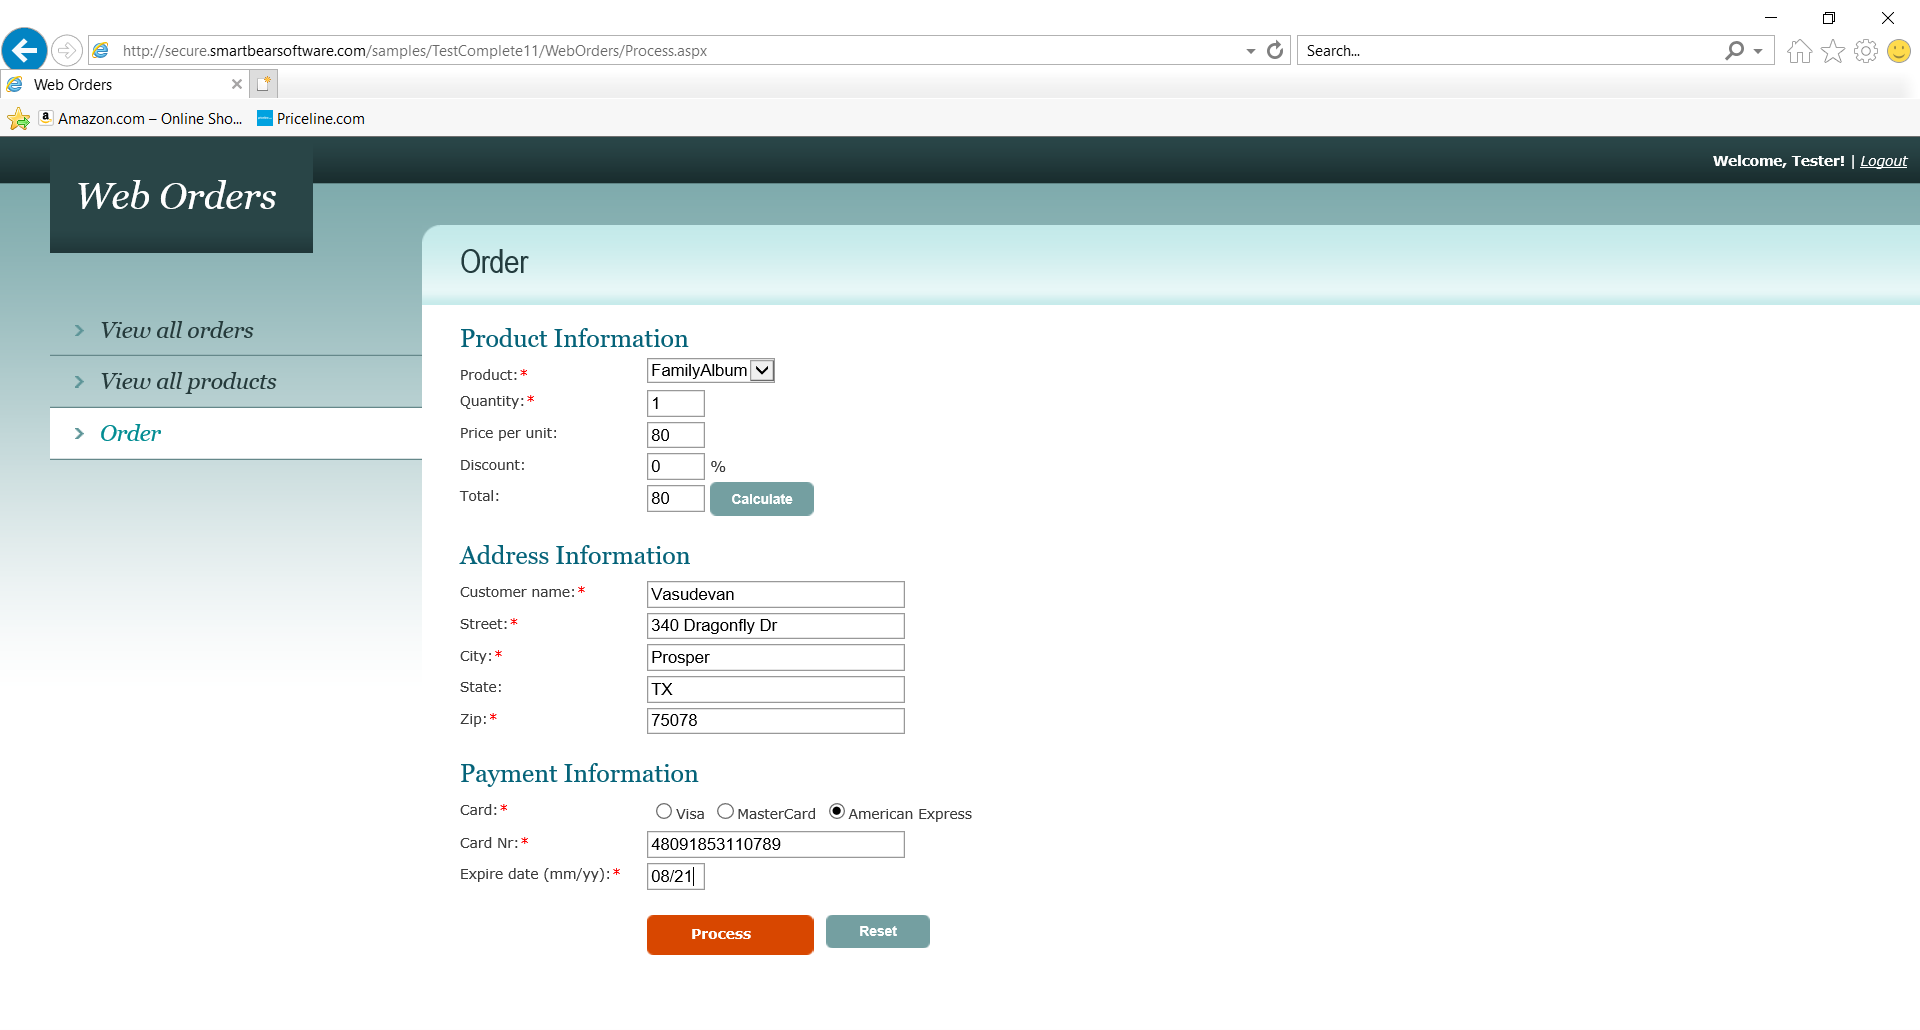 http://secure.smartbearsoftware.com/samples/TestComplete11/WebOrders/Process.aspx
Search...
Web Orders
Amazon.com – Online Sho...
Priceline.com
Welcome, Tester! | Logout
Web Orders
Order
View all orders
View all products
Order
Product Information
Product:* FamilyAlbum
Quantity:* 1
Price per unit: 80
Discount: 0 %
Total: 80 Calculate
Address Information
Customer name:* Vasudevan
Street:* 340 Dragonfly Dr
City:* Prosper
State: TX
Zip:* 75078
Payment Information
Card:* Visa MasterCard American Express
Card Nr:* 48091853110789
Expire date (mm/yy):* 08/21
Process Reset